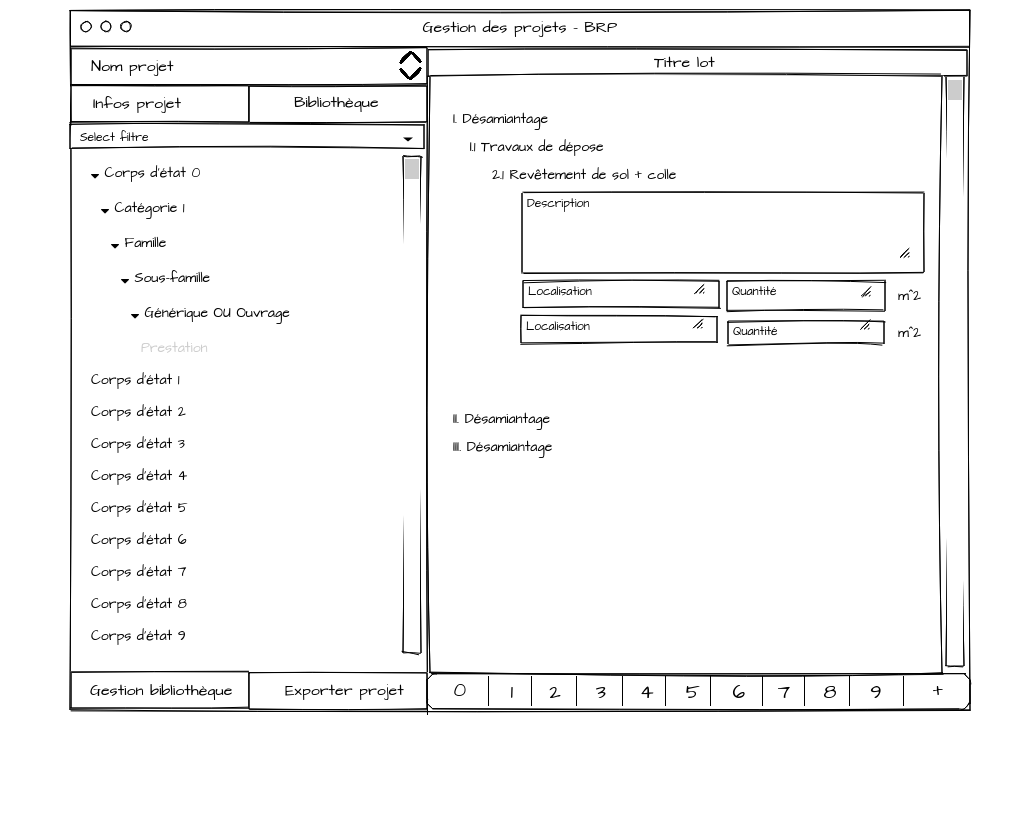 Gestion des projets - BRP
Nom projet
Infos projet
Bibliothèque
Select filtre
Corps d'état 0
Catégorie 1
Famille
Sous-famille
Générique OU Ouvrage
Prestation
Corps d'état 1
Corps d'état 2
Corps d'état 3
Corps d'état 4
Corps d'état 5
Corps d'état 6
Corps d'état 7
Corps d'état 8
Corps d'état 9
Gestion bibliothèque
Exporter projet
Titre lot
I. Désamiantage
1.1 Travaux de dépose
2.1 Revêtement de sol + colle
Description
Localisation Quantité m^2
Localisation Quantité m^2
II. Désamiantage
III. Désamiantage
0 1 2 3 4 5 6 7 8 9 +